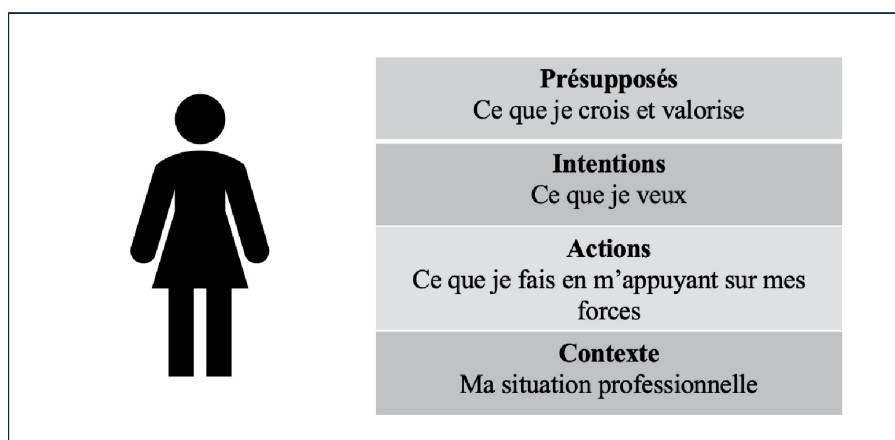 Présupposés
Ce que je crois et valorise
Intentions
Ce que je veux
Actions
Ce que je fais en m’appuyant sur mes
forces
Contexte
Ma situation professionnelle